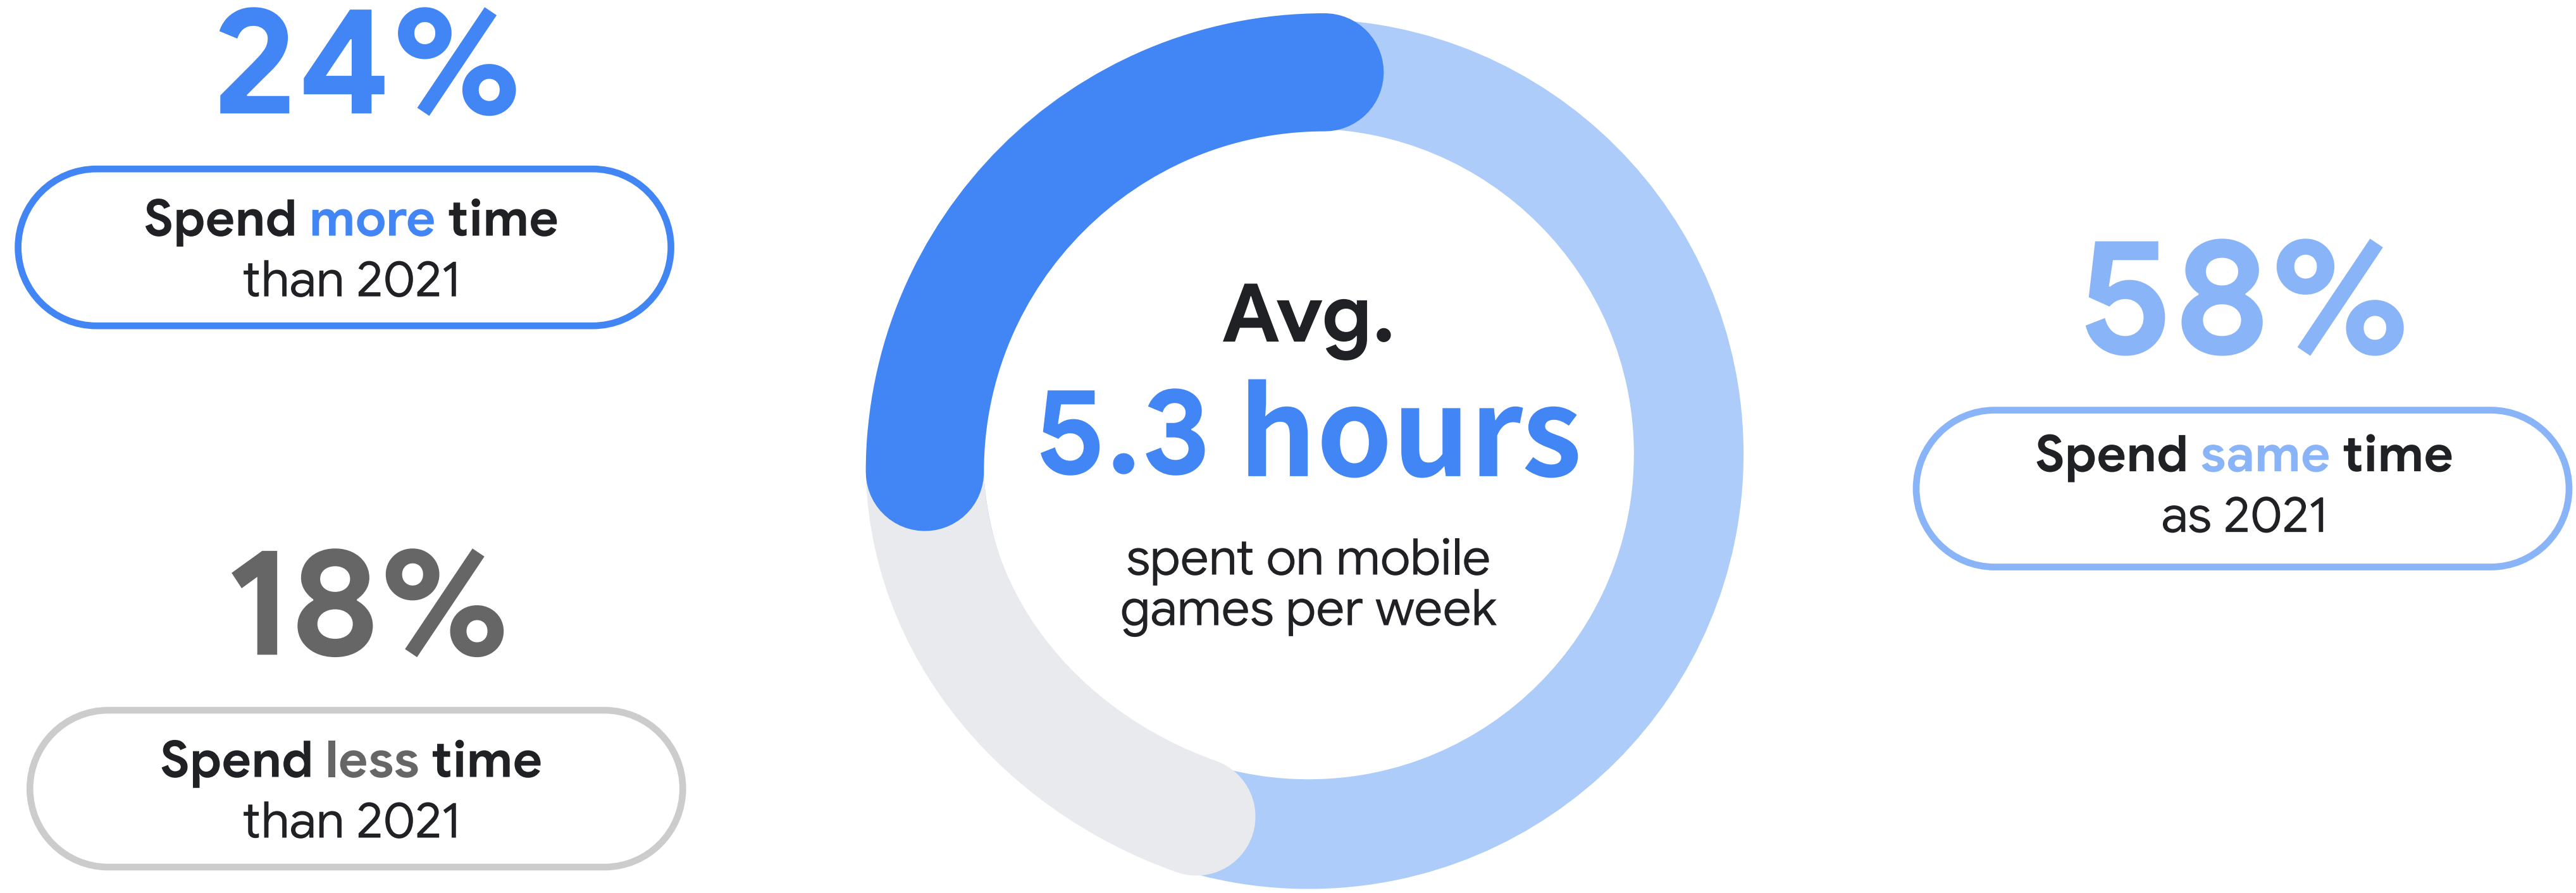 24%
Spend more time
than 2021
18%
Spend less time
than 2021
Avg.
5.3 hours
spent on mobile
games per week
58%
Spend same time
as 2021